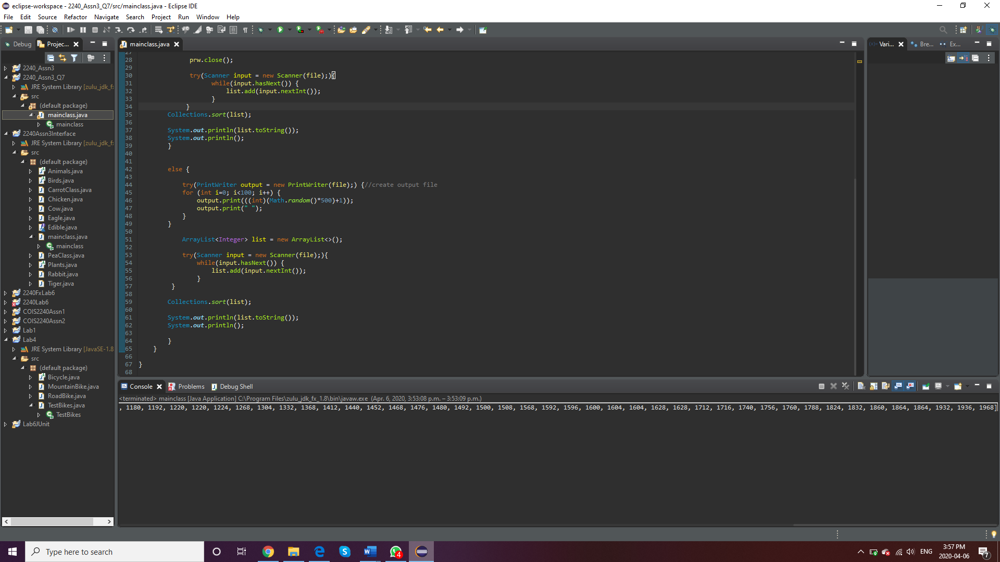 eclipse-workspace - 2240_Assn3_Q7/src/mainclass.java - Eclipse IDE
File Edit Source Refactor Navigate Search Project Run Window Help
Debug Projec...
mainclass.java
Vari... Bre... Ex...
2240_Assn3
2240_Assn3_Q7
JRE System Library [zulu_jdk_fx
src
(default package)
mainclass.java
mainclass
2240Assn3Interface
JRE System Library [zulu_jdk_fx
src
(default package)
Animals.java
Birds.java
CarrotClass.java
Chicken.java
Cow.java
Eagle.java
Edible.java
mainclass.java
mainclass
PeaClass.java
Plants.java
Rabbit.java
Tiger.java
2240FxLab6
2240Lab6
COIS2240Assn1
COIS2240Assn2
Lab1
Lab4
JRE System Library [JavaSE-1.8
src
(default package)
Bicycle.java
MountainBike.java
RoadBike.java
TestBikes.java
TestBikes
Lab6JUnit
27
28 prw.close();
29
30 try(Scanner input = new Scanner(file);){
31 while(input.hasNext()) {
32 list.add(input.nextInt());
33 }
34 }
35 Collections.sort(list);
36
37 System.out.println(list.toString());
38 System.out.println();
39 }
40
41
42 else {
43
44 try(PrintWriter output = new PrintWriter(file);) {//create output file
45 for (int i=0; i<100; i++) {
46 output.print(((int)(Math.random()*500)+1));
47 output.print(" ");
48 }
49 }
50
51 ArrayList<Integer> list = new ArrayList<>();
52
53 try(Scanner input = new Scanner(file);){
54 while(input.hasNext()) {
55 list.add(input.nextInt());
56 }
57 }
58
59 Collections.sort(list);
60
61 System.out.println(list.toString());
62 System.out.println();
63
64 }
65 }
66
67 }
68
Console Problems Debug Shell
<terminated> mainclass [Java Application] C:\Program Files\zulu_jdk_fx_1.8\bin\javaw.exe (Apr. 6, 2020, 3:53:08 p.m. – 3:53:09 p.m.)
, 1180, 1192, 1220, 1220, 1224, 1268, 1304, 1332, 1368, 1412, 1440, 1452, 1468, 1476, 1480, 1492, 1500, 1508, 1568, 1592, 1596, 1600, 1604, 1604, 1628, 1628, 1712, 1716, 1740, 1756, 1760, 1788, 1824, 1832, 1860, 1864, 1864, 1932, 1936, 1968]
Type here to search
4
ENG
3:57 PM
2020-04-06
7